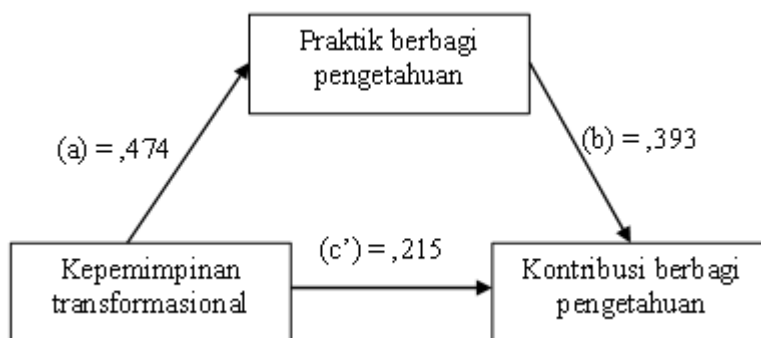 Praktik berbagi
pengetahuan
(a) = ,474
(b) = ,393
(c’) = ,215
Kepemimpinan
transformasional
Kontribusi berbagi
pengetahuan